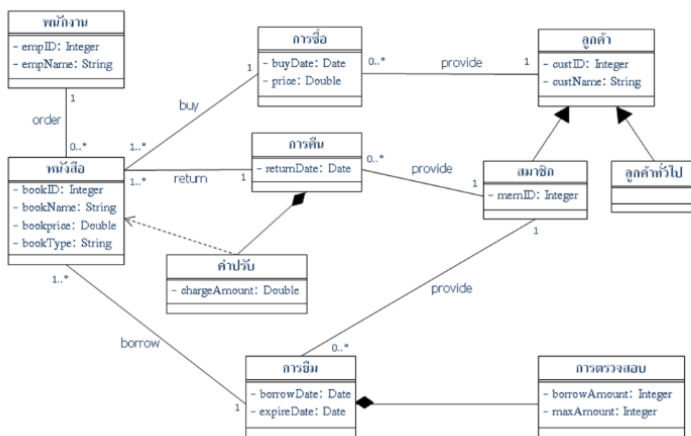 พนักงาน
- empID: Integer
- empName: String
การซื้อ
- buyDate: Date
- price: Double
ลูกค้า
- custID: Integer
- custName: String
0..*
provide
1
1
buy
1..*
1
order
0..*
หนังสือ
- bookID: Integer
- bookName: String
- bookprice: Double
- bookType: String
1..*
return
1
การคืน
- returnDate: Date
0..*
provide
1
สมาชิก
- memID: Integer
ลูกค้าทั่วไป
1
ค่าปรับ
- chargeAmount: Double
1..*
borrow
1
provide
0..*
การยืม
- borrowDate: Date
- expireDate: Date
การตรวจสอบ
- borrowAmount: Integer
- maxAmount: Integer